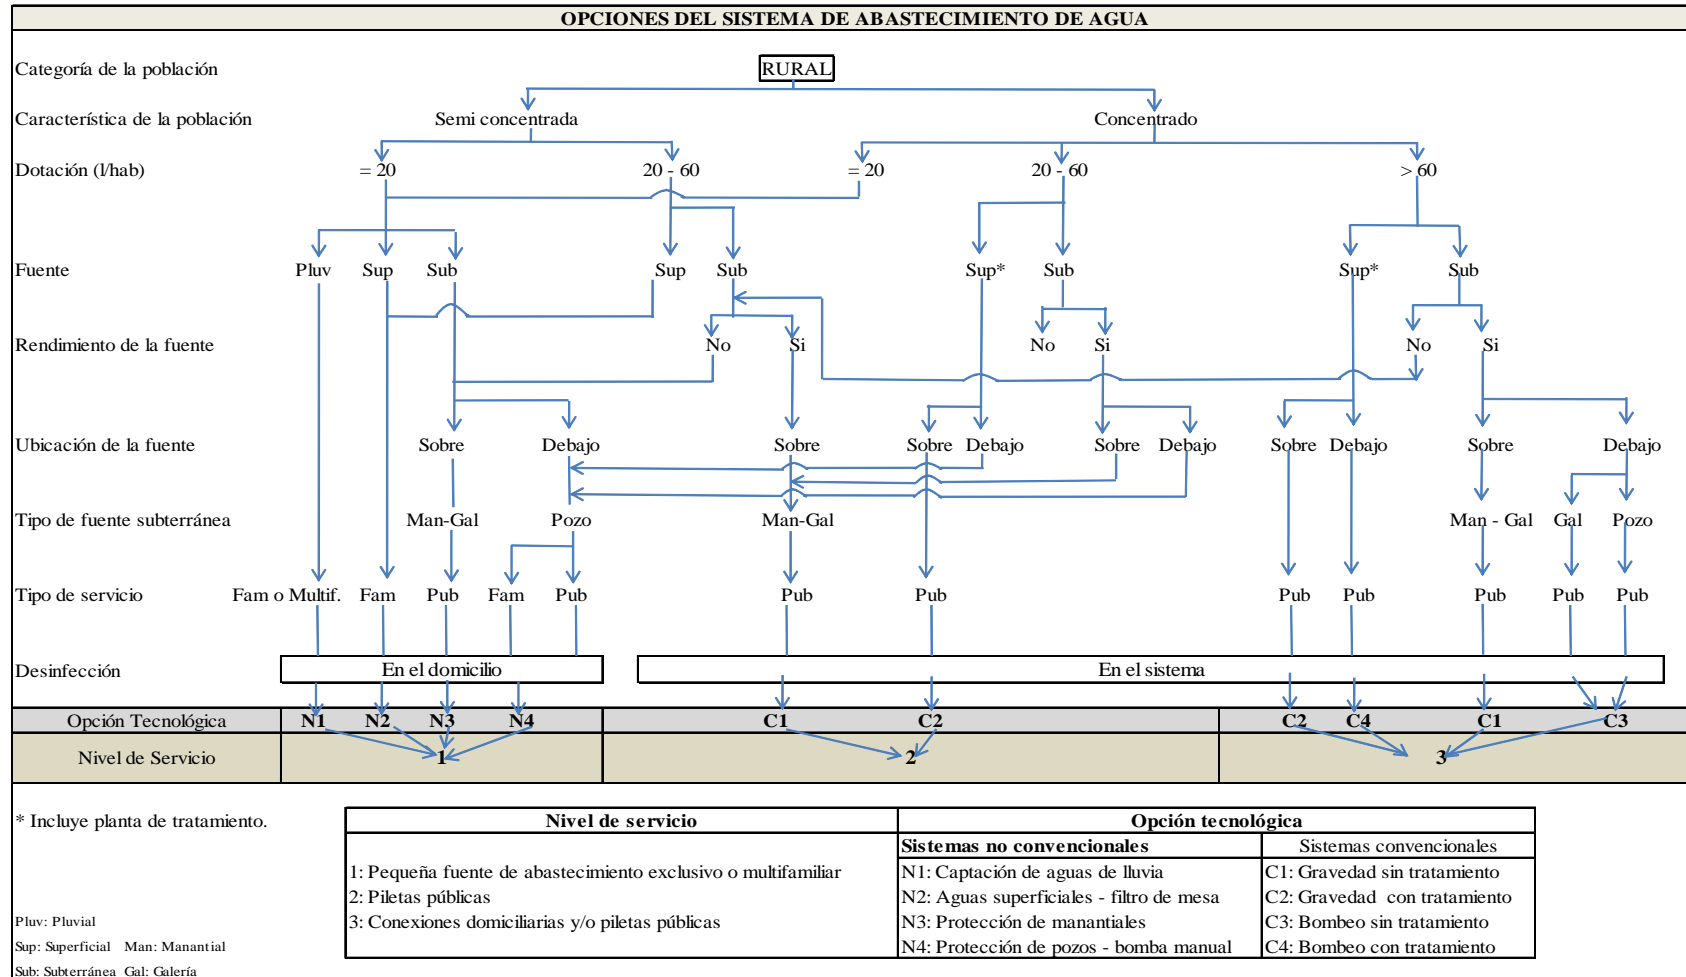 OPCIONES DEL SISTEMA DE ABASTECIMIENTO DE AGUA
Categoría de la población RURAL
Característica de la población Semi concentrada Concentrado
Dotación (l/hab) = 20 20 - 60 = 20 20 - 60 > 60
Fuente Pluv Sup Sub Sup Sub Sup* Sub Sup* Sub
Rendimiento de la fuente No Si No Si No Si
Ubicación de la fuente Sobre Debajo Sobre Sobre Debajo Sobre Debajo Sobre Debajo Sobre Debajo
Tipo de fuente subterránea Man-Gal Pozo Man-Gal Man - Gal Gal Pozo
Tipo de servicio Fam o Multif. Fam Pub Fam Pub Pub Pub Pub Pub Pub Pub Pub
Desinfección En el domicilio En el sistema
Opción Tecnológica N1 N2 N3 N4 C1 C2 C2 C4 C1 C3
Nivel de Servicio 1 2 3
* Incluye planta de tratamiento.
Nivel de servicio Opción tecnológica
Sistemas no convencionales Sistemas convencionales
1: Pequeña fuente de abastecimiento exclusivo o multifamiliar N1: Captación de aguas de lluvia C1: Gravedad sin tratamiento
2: Piletas públicas N2: Aguas superficiales - filtro de mesa C2: Gravedad con tratamiento
3: Conexiones domiciliarias y/o piletas públicas N3: Protección de manantiales C3: Bombeo sin tratamiento
N4: Protección de pozos - bomba manual C4: Bombeo con tratamiento
Pluv: Pluvial
Sup: Superficial Man: Manantial
Sub: Subterránea Gal: Galería